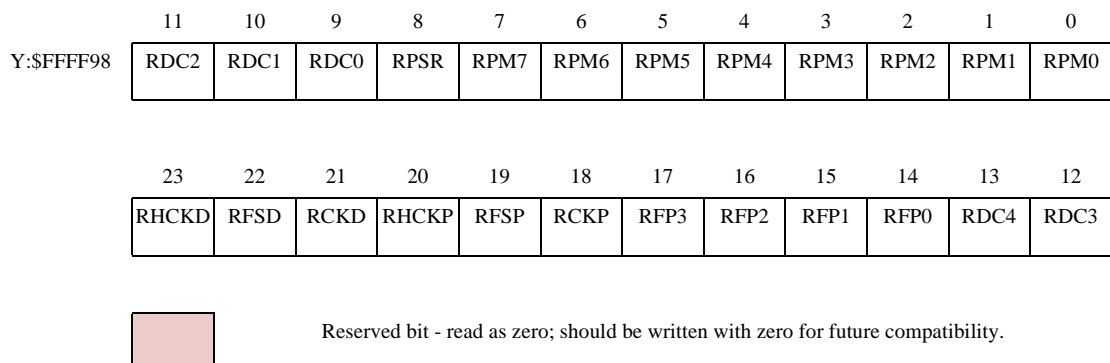 11 10 9 8 7 6 5 4 3 2 1 0
Y:$FFFF98 RDC2 RDC1 RDC0 RPSR RPM7 RPM6 RPM5 RPM4 RPM3 RPM2 RPM1 RPM0
23 22 21 20 19 18 17 16 15 14 13 12
RHCKD RFSD RCKD RHCKP RFSP RCKP RFP3 RFP2 RFP1 RFP0 RDC4 RDC3
Reserved bit - read as zero; should be written with zero for future compatibility.